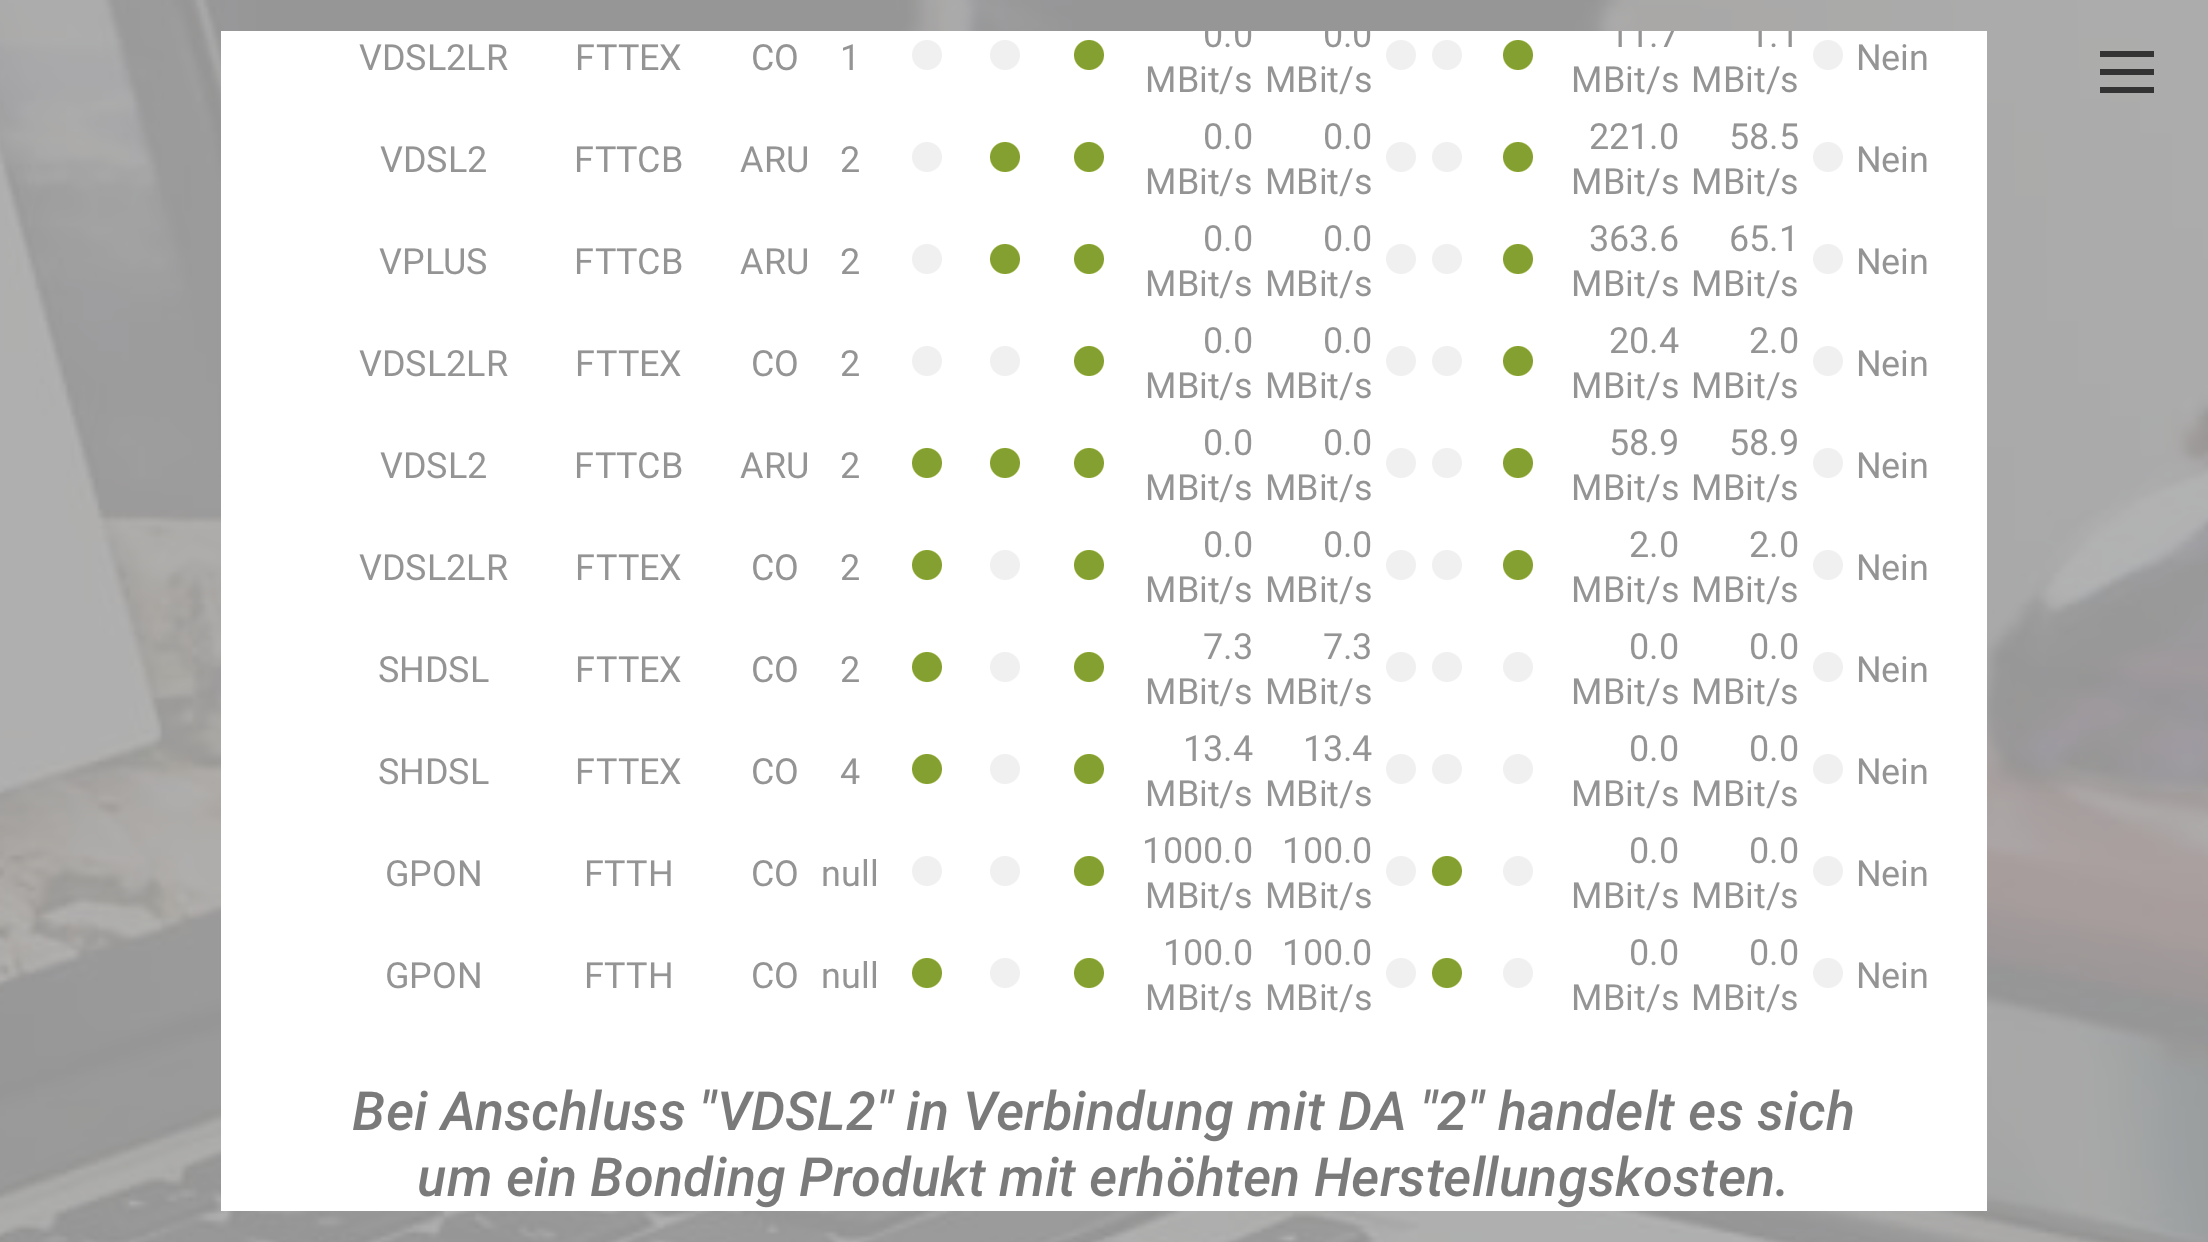 VDSL2LR FTTEX CO 1 0.0 MBit/s 0.0 MBit/s 11.7 MBit/s 1.1 MBit/s Nein
VDSL2 FTTCB ARU 2 0.0 MBit/s 0.0 MBit/s 221.0 MBit/s 58.5 MBit/s Nein
VPLUS FTTCB ARU 2 0.0 MBit/s 0.0 MBit/s 363.6 MBit/s 65.1 MBit/s Nein
VDSL2LR FTTEX CO 2 0.0 MBit/s 0.0 MBit/s 20.4 MBit/s 2.0 MBit/s Nein
VDSL2 FTTCB ARU 2 0.0 MBit/s 0.0 MBit/s 58.9 MBit/s 58.9 MBit/s Nein
VDSL2LR FTTEX CO 2 0.0 MBit/s 0.0 MBit/s 2.0 MBit/s 2.0 MBit/s Nein
SHDSL FTTEX CO 2 7.3 MBit/s 7.3 MBit/s 0.0 MBit/s 0.0 MBit/s Nein
SHDSL FTTEX CO 4 13.4 MBit/s 13.4 MBit/s 0.0 MBit/s 0.0 MBit/s Nein
GPON FTTH CO null 1000.0 MBit/s 100.0 MBit/s 0.0 MBit/s 0.0 MBit/s Nein
GPON FTTH CO null 100.0 MBit/s 100.0 MBit/s 0.0 MBit/s 0.0 MBit/s Nein
Bei Anschluss "VDSL2" in Verbindung mit DA "2" handelt es sich
um ein Bonding Produkt mit erhöhten Herstellungskosten.